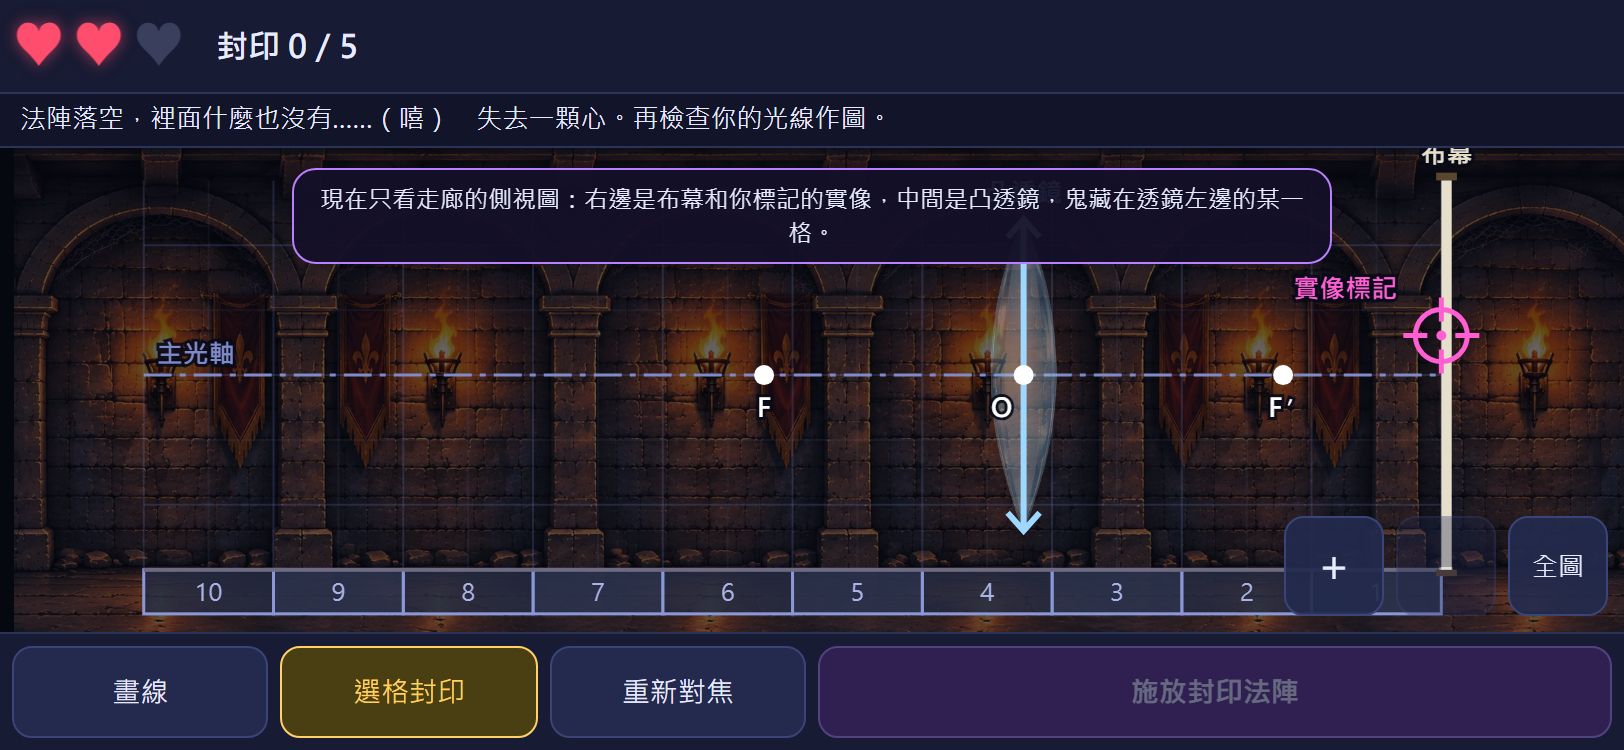 封印 0 / 5
法陣落空，裡面什麼也沒有......（嘻）　失去一顆心。再檢查你的光線作圖。
布幕
現在只看走廊的側視圖：右邊是布幕和你標記的實像，中間是凸透鏡，鬼藏在透鏡左邊的某一
格。
實像標記
主光軸
F
O
F′
10 9 8 7 6 5 4 3 2 1
+
全圖
畫線
選格封印
重新對焦
施放封印法陣